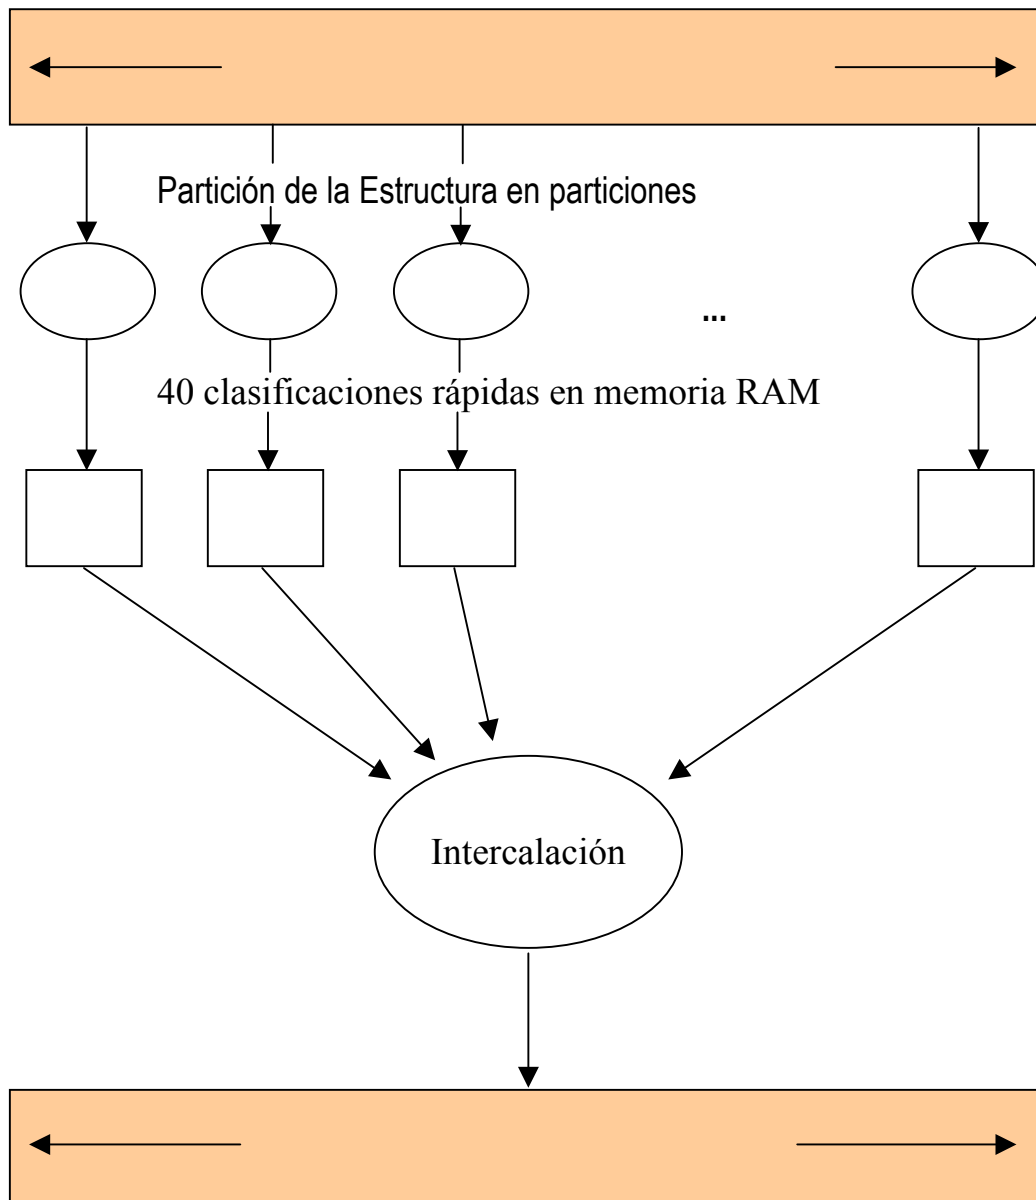 Partición de la Estructura en particiones
...
40 clasificaciones rápidas en memoria RAM
Intercalación